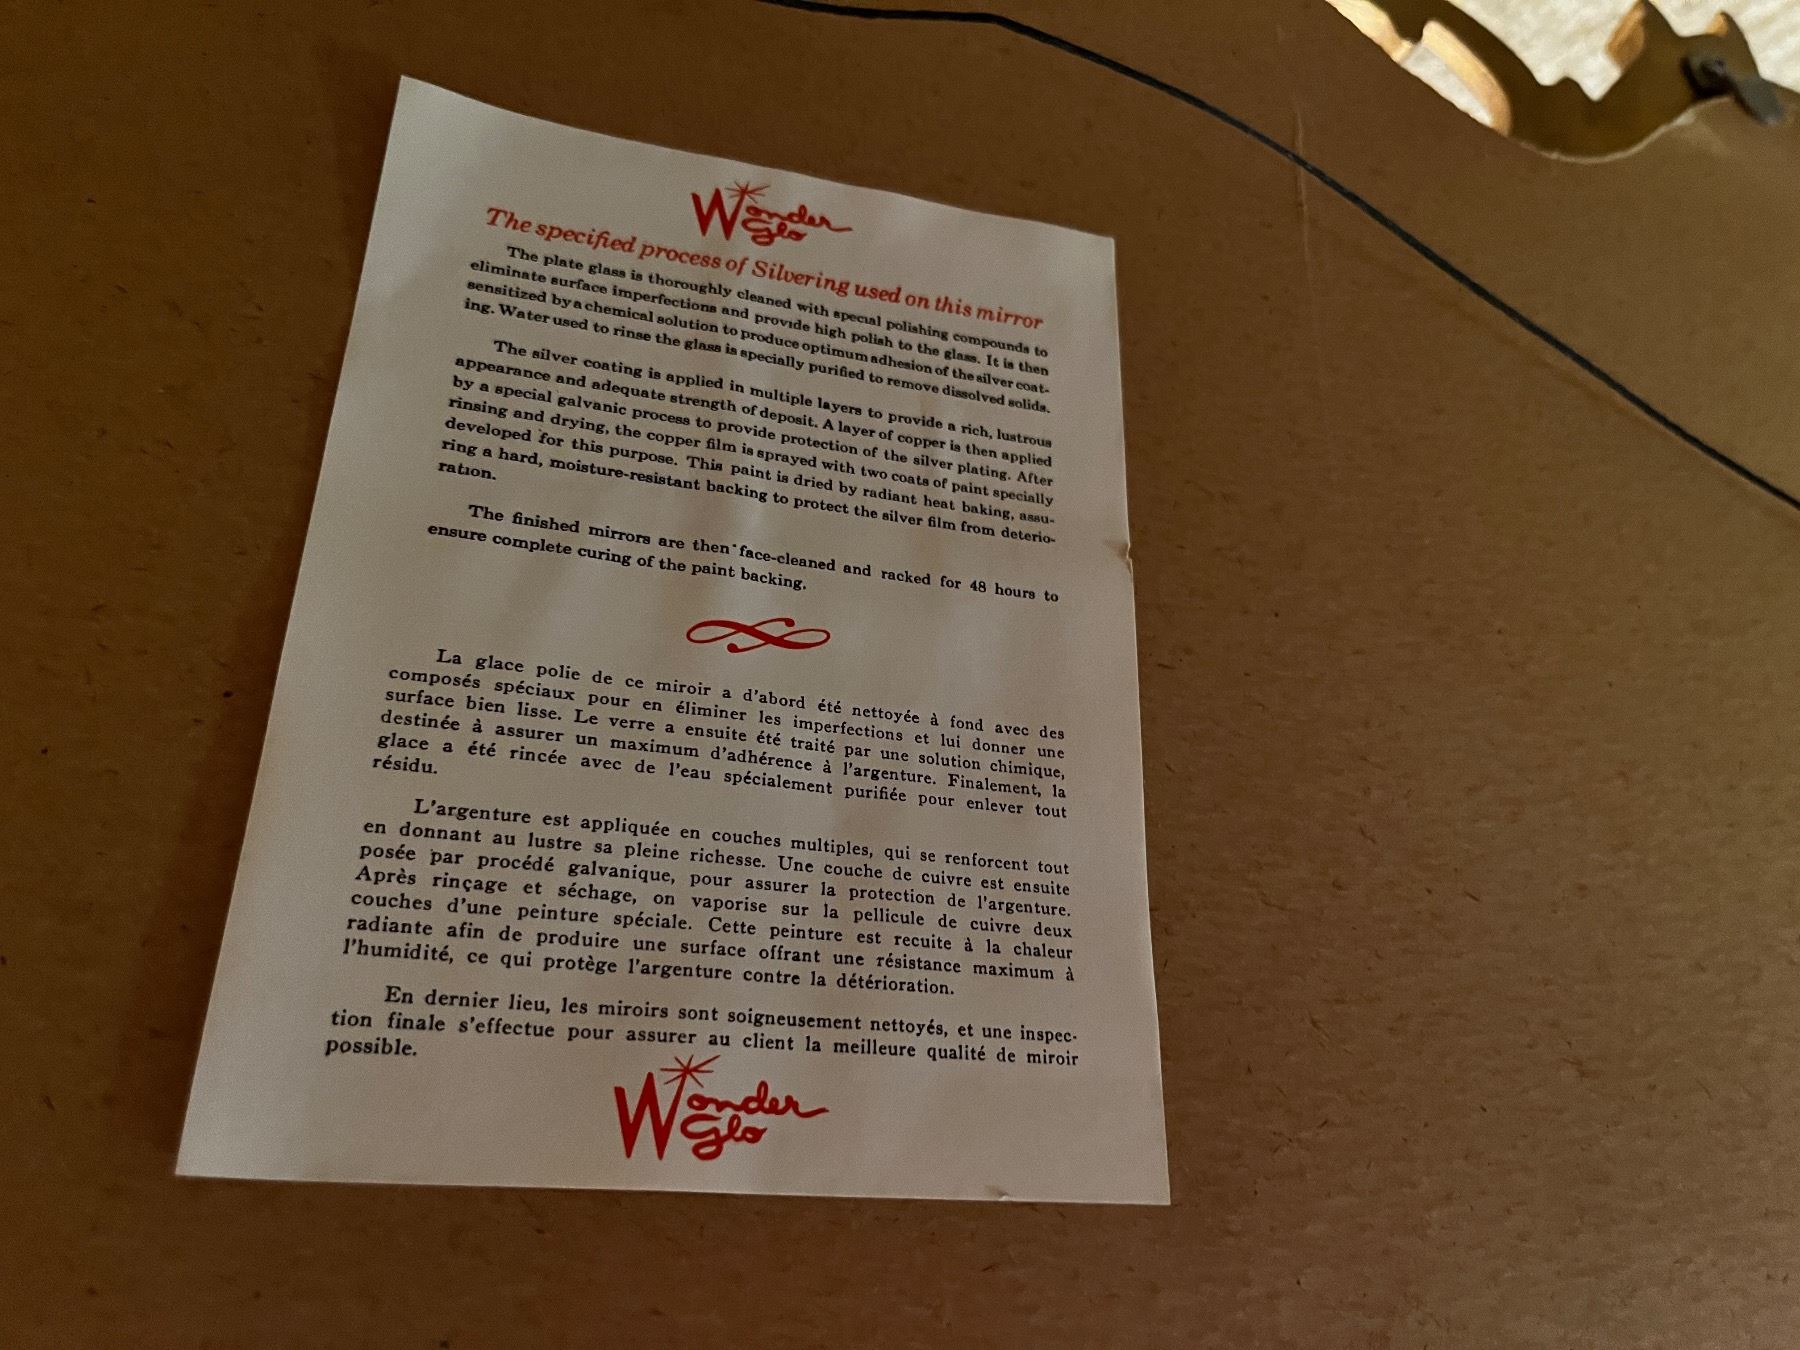 Wonder
Glo
The specified process of Silvering used on this mirror
The plate glass is thoroughly cleaned with special polishing compounds to
eliminate surface imperfections and provide high polish to the glass. It is then
sensitized by a chemical solution to produce optimum adhesion of the silver coat-
ing. Water used to rinse the glass is specially purified to remove dissolved solids.
The silver coating is applied in multiple layers to provide a rich, lustrous
appearance and adequate strength of deposit. A layer of copper is then applied
by a special galvanic process to provide protection of the silver plating. After
rinsing and drying, the copper film is sprayed with two coats of paint specially
developed for this purpose. This paint is dried by radiant heat baking, assu-
ring a hard, moisture-resistant backing to protect the silver film from deterio-
ration.
The finished mirrors are then face-cleaned and racked for 48 hours to
ensure complete curing of the paint backing.
La glace polie de ce miroir a d'abord été nettoyée à fond avec des
composés spéciaux pour en éliminer les imperfections et lui donner une
surface bien lisse. Le verre a ensuite été traité par une solution chimique,
destinée à assurer un maximum d'adhérence à l'argenture. Finalement, la
glace a été rincée avec de l'eau spécialement purifiée pour enlever tout
résidu.
L'argenture est appliquée en couches multiples, qui se renforcent tout
en donnant au lustre sa pleine richesse. Une couche de cuivre est ensuite
posée par procédé galvanique, pour assurer la protection de l'argenture.
Après rinçage et séchage, on vaporise sur la pellicule de cuivre deux
couches d'une peinture spéciale. Cette peinture est recuite à la chaleur
radiante afin de produire une surface offrant une résistance maximum à
l'humidité, ce qui protège l'argenture contre la détérioration.
En dernier lieu, les miroirs sont soigneusement nettoyés, et une inspec-
tion finale s'effectue pour assurer au client la meilleure qualité de miroir
possible.
Wonder
Glo